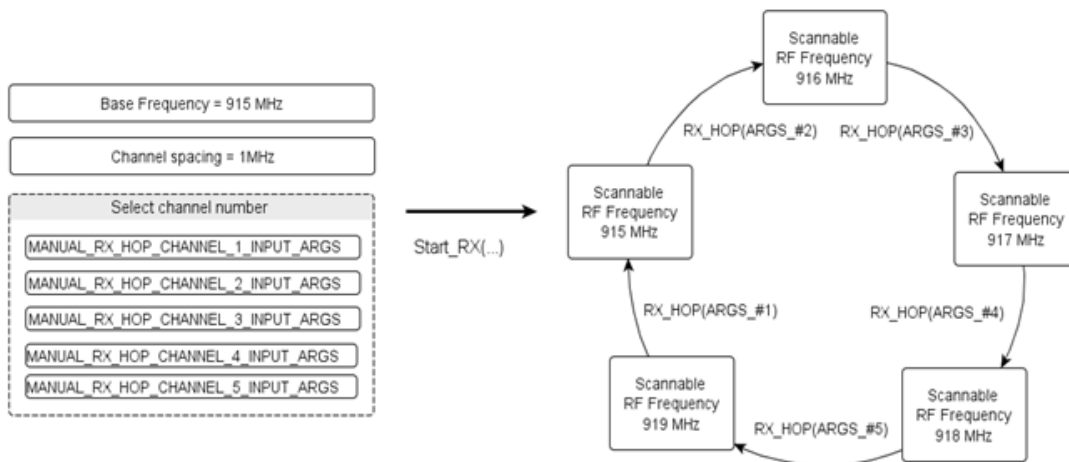 Base Frequency = 915 MHz
Channel spacing = 1MHz
Select channel number
MANUAL_RX_HOP_CHANNEL_1_INPUT_ARGS
MANUAL_RX_HOP_CHANNEL_2_INPUT_ARGS
MANUAL_RX_HOP_CHANNEL_3_INPUT_ARGS
MANUAL_RX_HOP_CHANNEL_4_INPUT_ARGS
MANUAL_RX_HOP_CHANNEL_5_INPUT_ARGS
Start_RX(...)
Scannable
RF Frequency
916 MHz
RX_HOP(ARGS_#2)
RX_HOP(ARGS_#3)
Scannable
RF Frequency
915 MHz
Scannable
RF Frequency
917 MHz
RX_HOP(ARGS_#1)
RX_HOP(ARGS_#4)
Scannable
RF Frequency
919 MHz
RX_HOP(ARGS_#5)
Scannable
RF Frequency
918 MHz